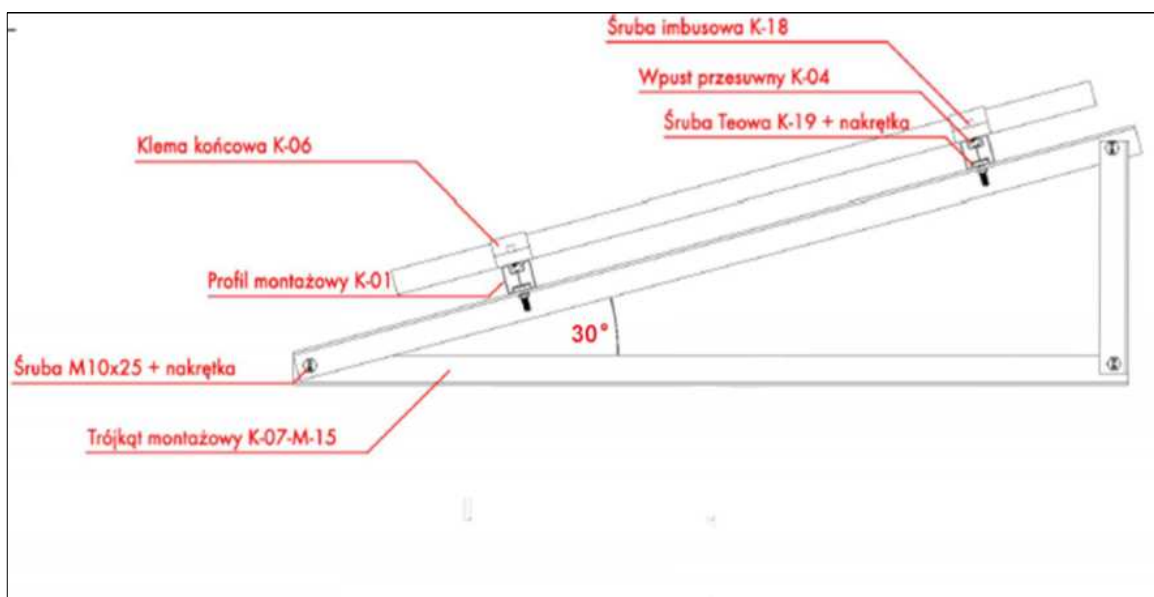 Śruba imbusowa K-18
Wpust przesuwny K-04
Śruba Teowa K-19 + nakrętka
Klema końcowa K-06
Profil montażowy K-01
30°
Śruba M10x25 + nakrętka
Trójkąt montażowy K-07-M-15